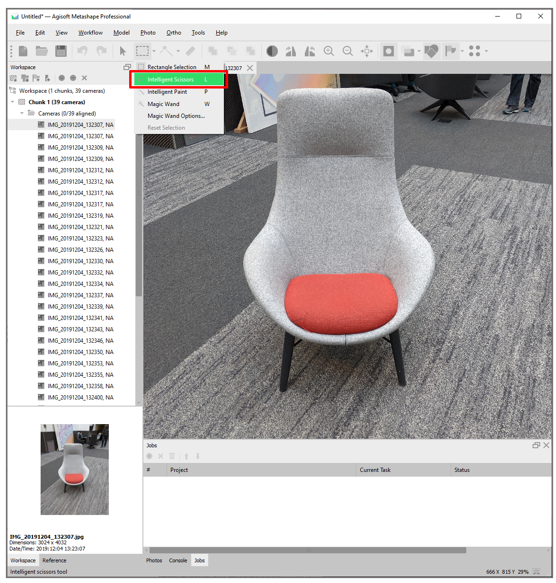 Untitled* — Agisoft Metashape Professional
File Edit View Workflow Model Photo Ortho Tools Help
Workspace
Rectangle Selection M
Intelligent Scissors L
Intelligent Paint P
Magic Wand W
Magic Wand Options...
Reset Selection
132307
Workspace (1 chunks, 39 cameras)
Chunk 1 (39 cameras)
Cameras (0/39 aligned)
IMG_20191204_132307, NA
IMG_20191204_132307, NA
IMG_20191204_132309, NA
IMG_20191204_132309, NA
IMG_20191204_132312, NA
IMG_20191204_132312, NA
IMG_20191204_132317, NA
IMG_20191204_132317, NA
IMG_20191204_132319, NA
IMG_20191204_132321, NA
IMG_20191204_132323, NA
IMG_20191204_132326, NA
IMG_20191204_132330, NA
IMG_20191204_132332, NA
IMG_20191204_132334, NA
IMG_20191204_132337, NA
IMG_20191204_132339, NA
IMG_20191204_132341, NA
IMG_20191204_132343, NA
IMG_20191204_132346, NA
IMG_20191204_132350, NA
IMG_20191204_132353, NA
IMG_20191204_132355, NA
IMG_20191204_132358, NA
IMG_20191204_132400, NA
IMG_20191204_132307.jpg
Dimensions: 3024 x 4032
Date/Time: 2019:12:04 13:23:07
Workspace Reference
Jobs
# Project Current Task Status
Photos Console Jobs
Intelligent scissors tool
666 X 815 Y 29%